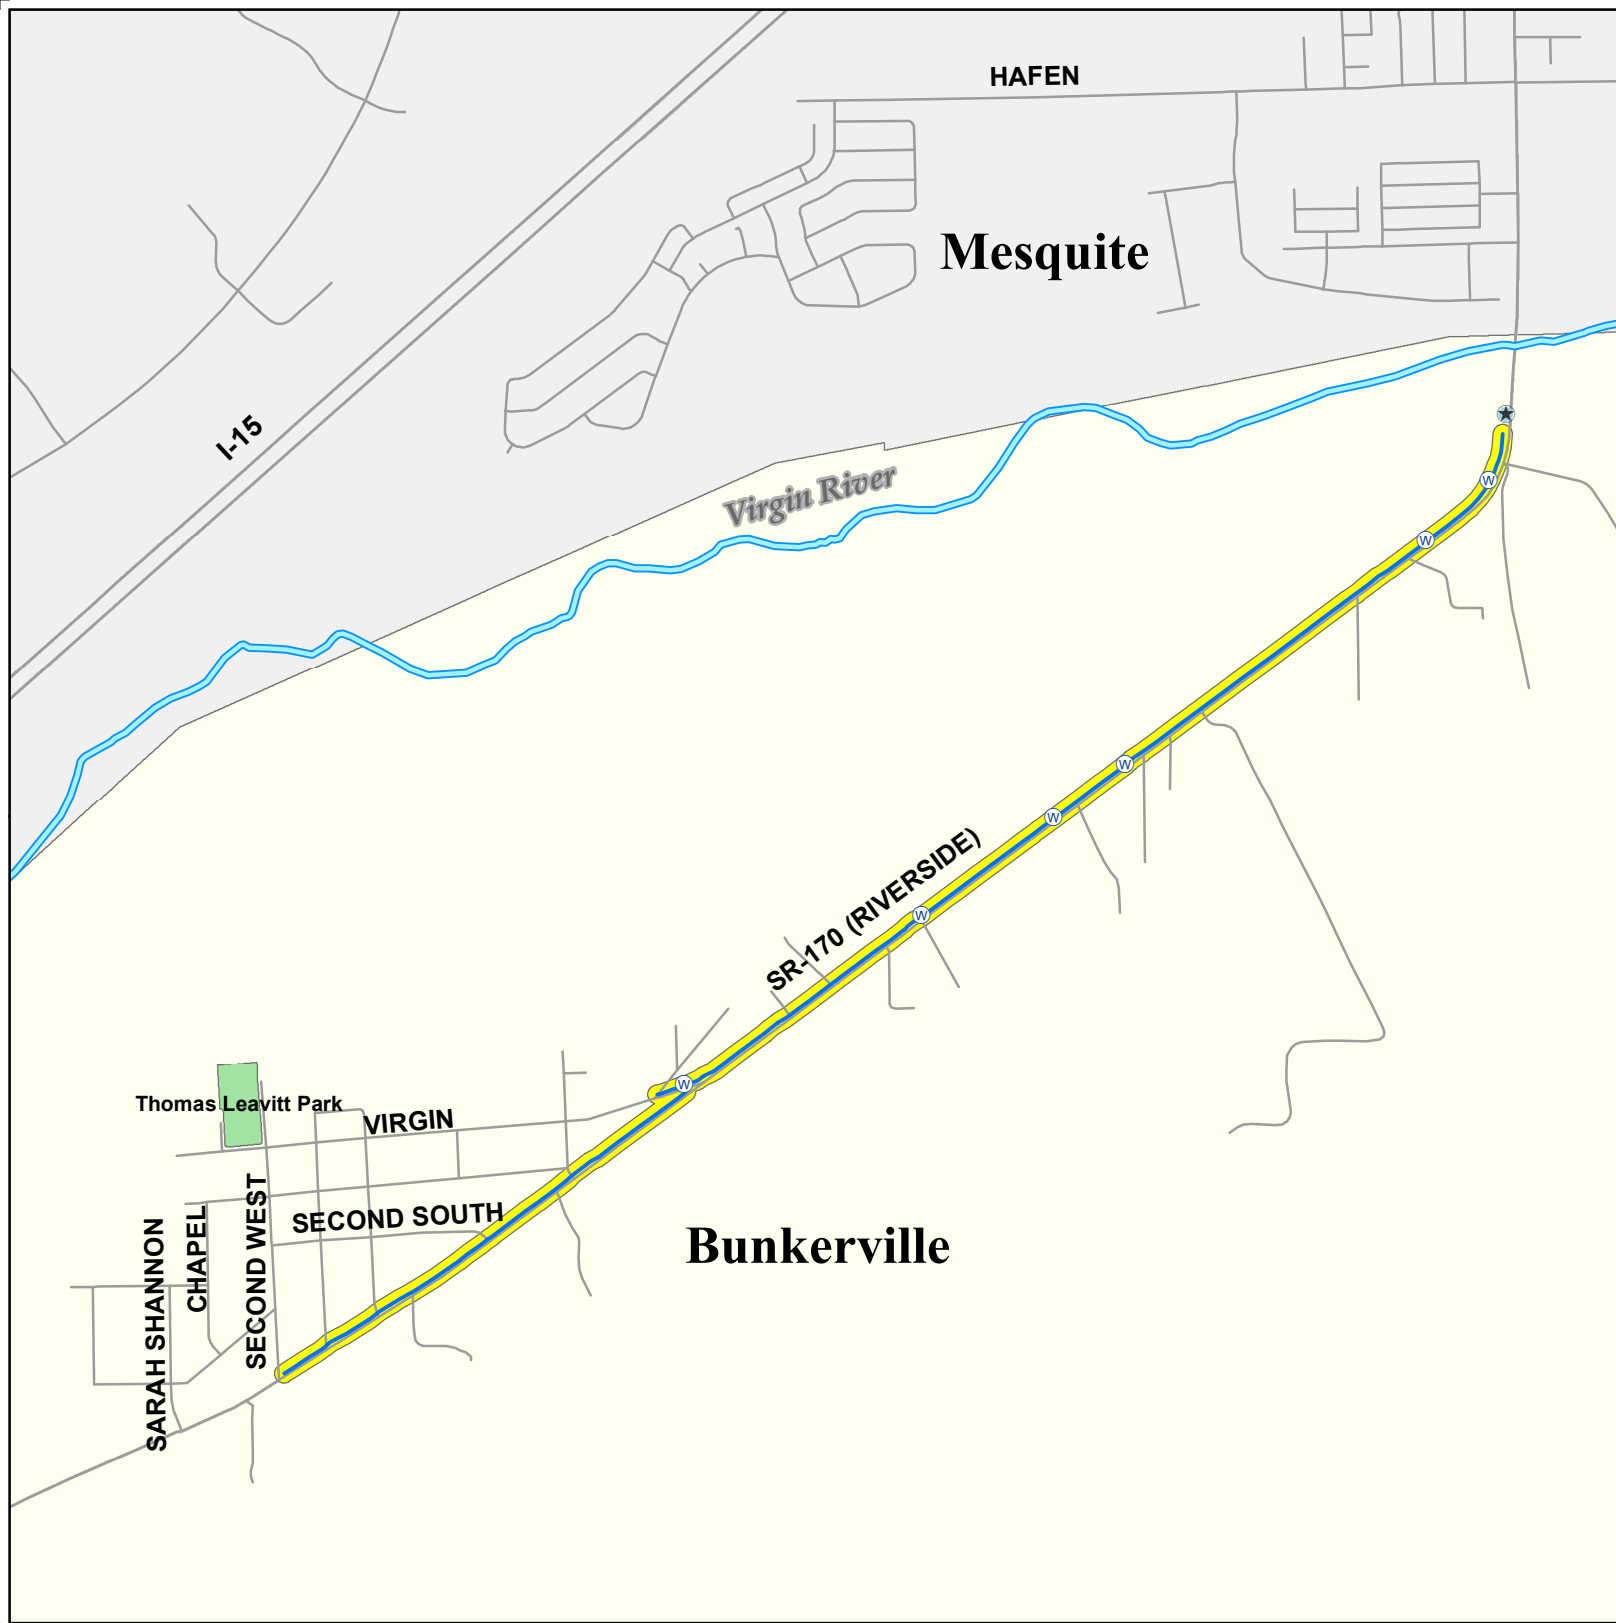 HAFEN
Mesquite
I-15
Virgin River
W
W
W
W
SR-170 (RIVERSIDE)
W
W
Thomas Leavitt Park
VIRGIN
SECOND WEST
SECOND SOUTH
CHAPEL
SARAH SHANNON
Bunkerville